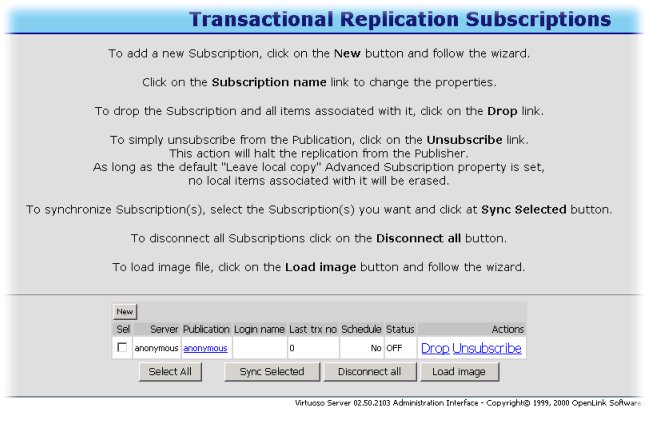 Transactional Replication Subscriptions
To add a new Subscription, click on the New button and follow the wizard.
Click on the Subscription name link to change the properties.
To drop the Subscription and all items associated with it, click on the Drop link.
To simply unsubscribe from the Publication, click on the Unsubscribe link.
This action will halt the replication from the Publisher.
As long as the default "Leave local copy" Advanced Subscription property is set,
no local items associated with it will be erased.
To synchronize Subscription(s), select the Subscription(s) you want and click at Sync Selected button.
To disconnect all Subscriptions click on the Disconnect all button.
To load image file, click on the Load image button and follow the wizard.
New
Sel Server Publication Login name Last trx no Schedule Status Actions
anonymous anonymous 0 No OFF Drop Unsubscribe
Select All Sync Selected Disconnect all Load image
Virtuoso Server 02.50.2103 Administration Interface - Copyright© 1999, 2000 OpenLink Software